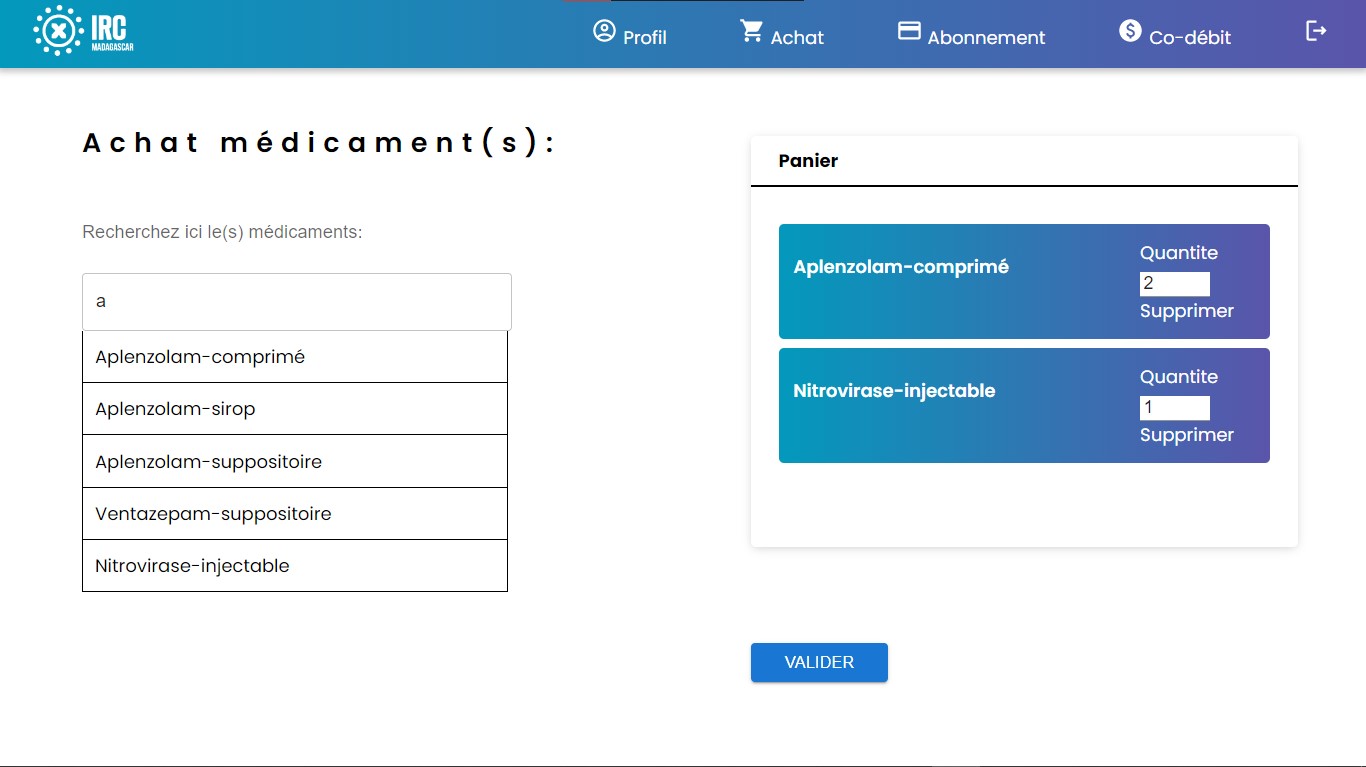 IRC
MADAGASCAR
Profil
Achat
Abonnement
Co-débit
Achat médicament(s):
Recherchez ici le(s) médicaments:
a
Aplenzolam-comprimé
Aplenzolam-sirop
Aplenzolam-suppositoire
Ventazepam-suppositoire
Nitrovirase-injectable
Panier
Aplenzolam-comprimé
Quantite
2
Supprimer
Nitrovirase-injectable
Quantite
1
Supprimer
VALIDER